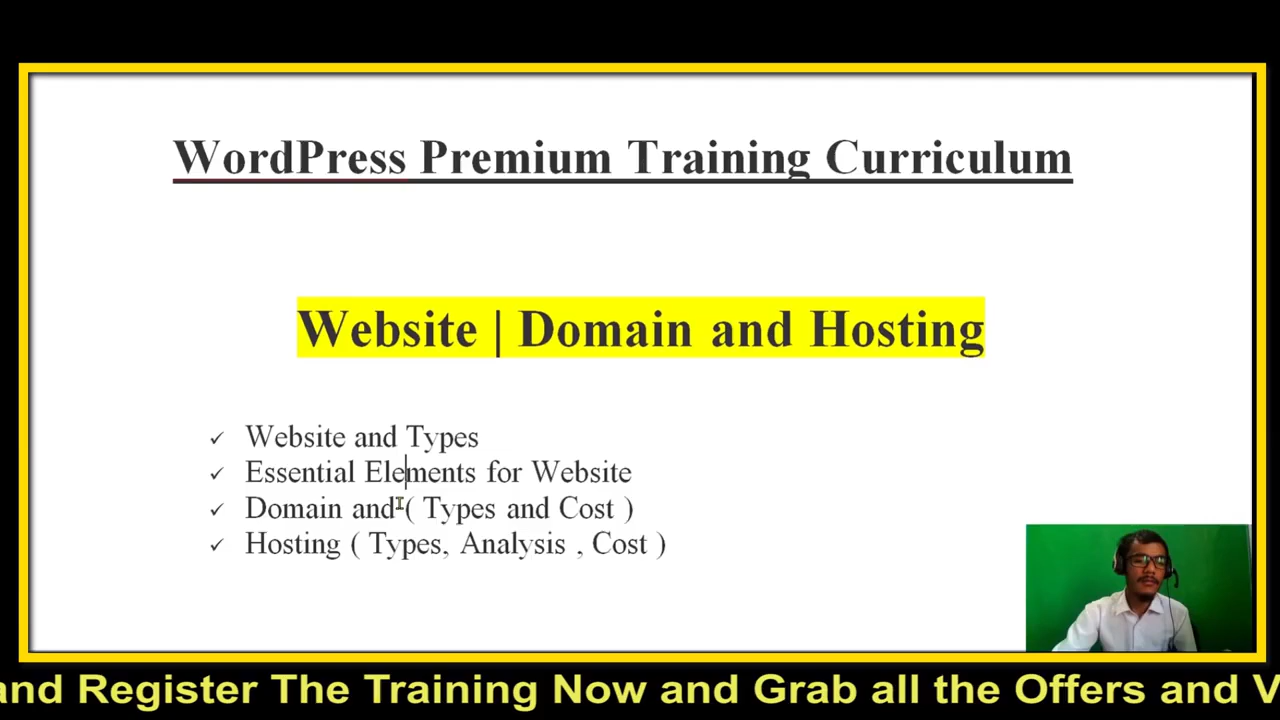 WordPress Premium Training Curriculum
Website | Domain and Hosting
✓ Website and Types
✓ Essential Elements for Website
✓ Domain and ( Types and Cost )
✓ Hosting ( Types, Analysis , Cost )
and Register The Training Now and Grab all the Offers and V